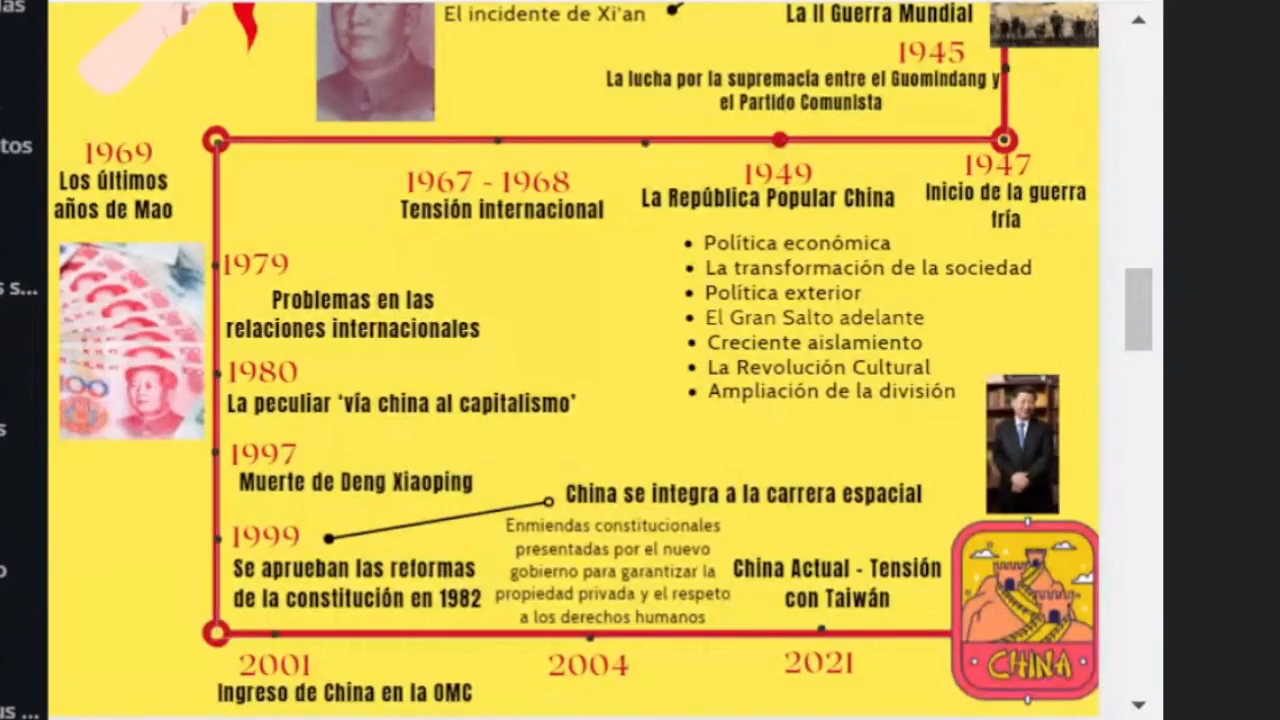 El incidente de Xi'an
La II Guerra Mundial
1945
La lucha por la supremacía entre el Guomindang y
el Partido Comunista
1969
Los últimos
años de Mao
1967 - 1968
Tensión internacional
1949
La República Popular China
1947
Inicio de la guerra
fría
• Política económica
• La transformación de la sociedad
• Política exterior
• El Gran Salto adelante
• Creciente aislamiento
• La Revolución Cultural
• Ampliación de la división
1979
Problemas en las
relaciones internacionales
100
1980
La peculiar ‘vía china al capitalismo’
1997
Muerte de Deng Xiaoping
China se integra a la carrera espacial
1999
Se aprueban las reformas
de la constitución en 1982
Enmiendas constitucionales
presentadas por el nuevo
gobierno para garantizar la
propiedad privada y el respeto
a los derechos humanos
China Actual - Tensión
con Taiwán
CHINA
2001
Ingreso de China en la OMC
2004
2021